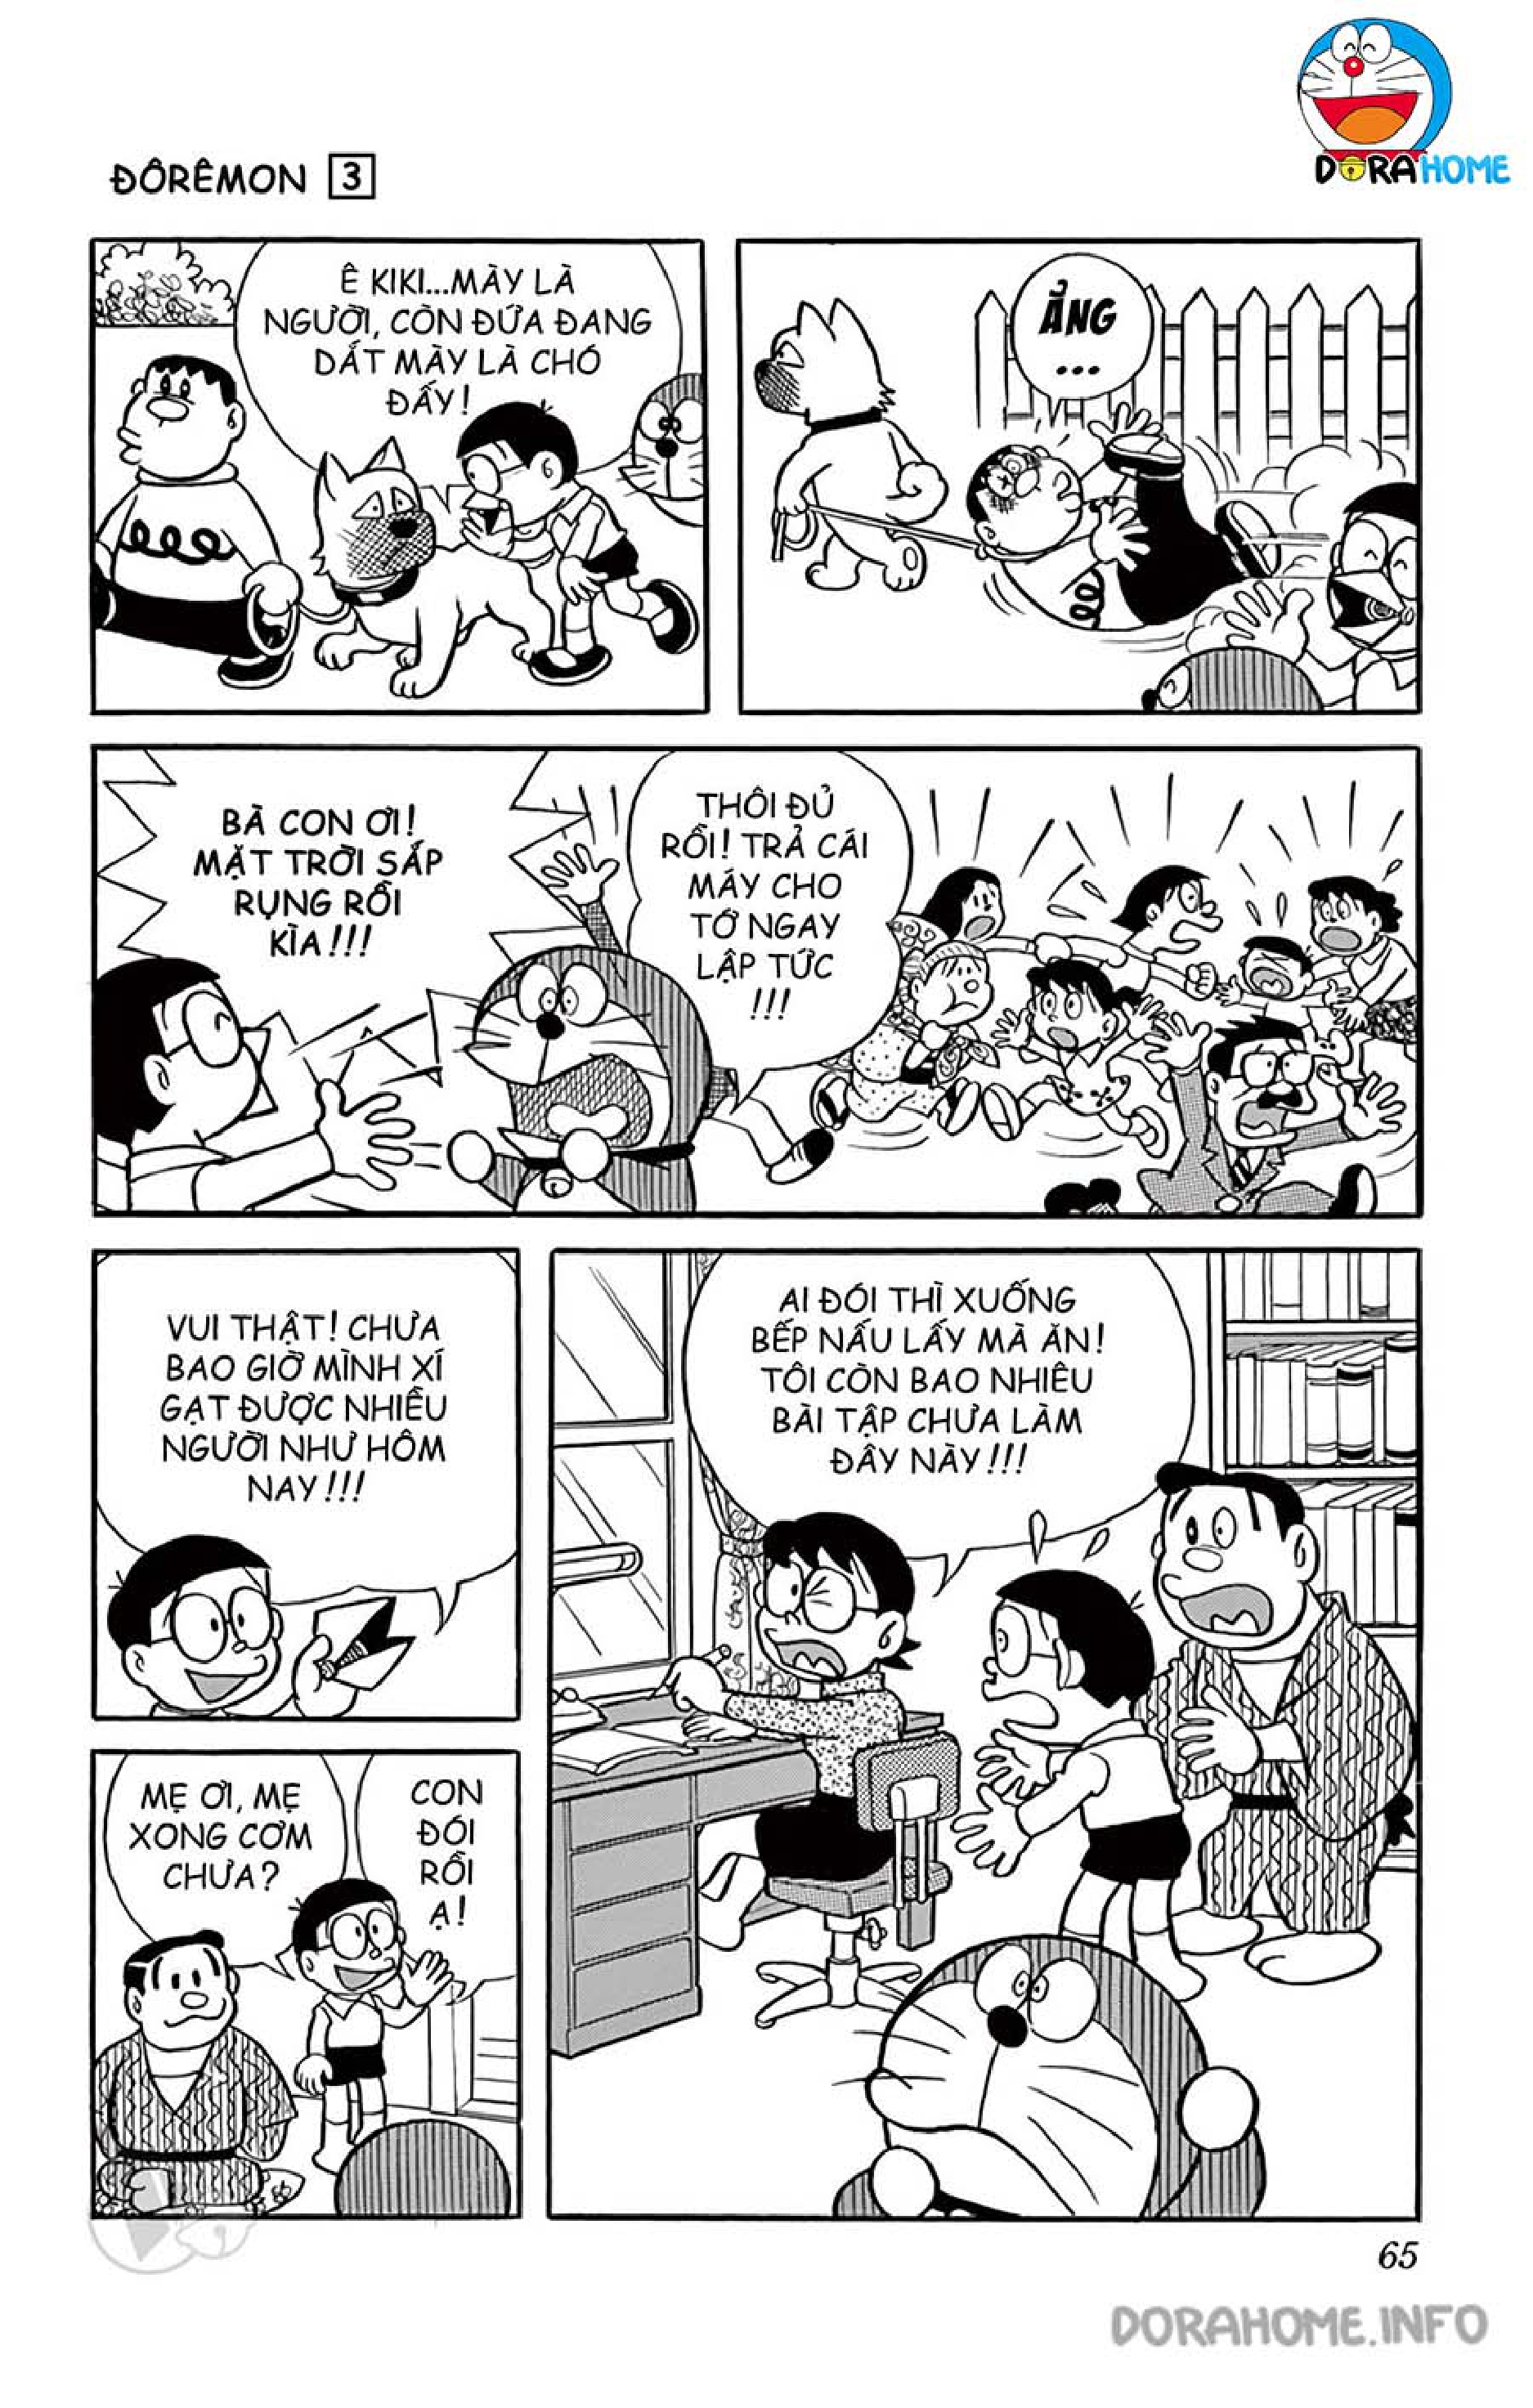 DORAHOME
ĐÔRÊMON 3
Ê KIKI...MÀY LÀ
NGƯỜI, CÒN ĐỨA ĐANG
DẮT MÀY LÀ CHÓ
ĐẤY!
ẲNG
...
BÀ CON ƠI!
MẶT TRỜI SẮP
RỤNG RỒI
KÌA!!!
THÔI ĐỦ
RỒI! TRẢ CÁI
MÁY CHO
TỚ NGAY
LẬP TỨC
!!!
VUI THẬT! CHƯA
BAO GIỜ MÌNH XÍ
GẠT ĐƯỢC NHIỀU
NGƯỜI NHƯ HÔM
NAY!!!
MẸ ƠI, MẸ
XONG CƠM
CHƯA?
CON
ĐÓI
RỒI
Ạ!
AI ĐÓI THÌ XUỐNG
BẾP NẤU LẤY MÀ ĂN!
TÔI CÒN BAO NHIÊU
BÀI TẬP CHƯA LÀM
ĐÂY NÀY!!!
65
DORAHOME.INFO